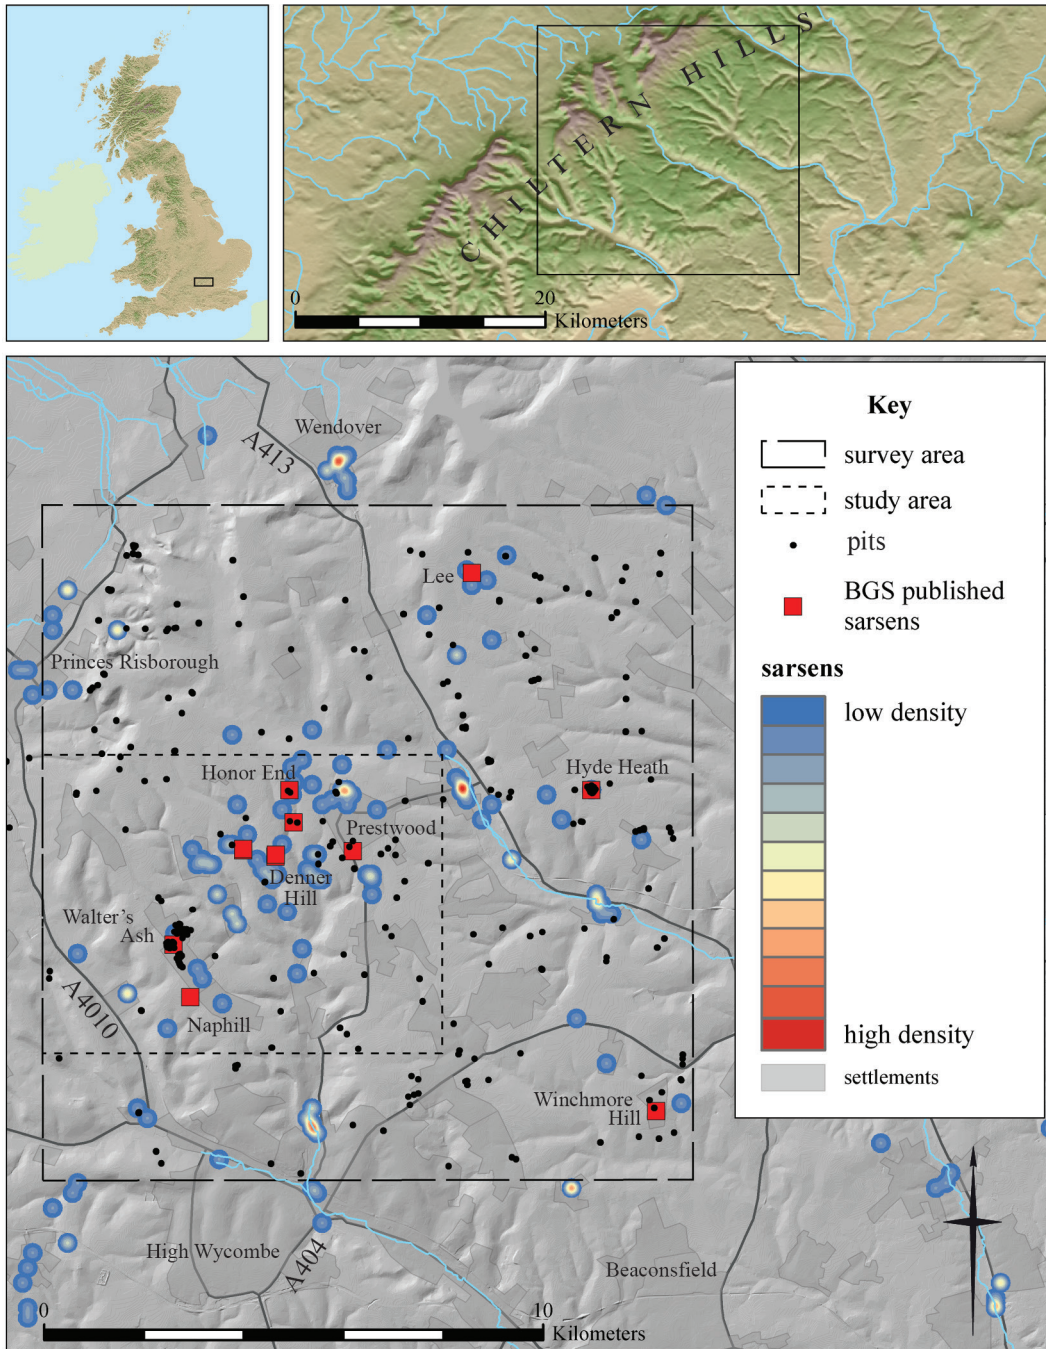 CHILTERN HILLS
0
20
Kilometers
Key
survey area
study area
pits
BGS published
sarsens
sarsens
low density
high density
settlements
Wendover
A413
Lee
Princes Risborough
Honor End
Hyde Heath
Prestwood
Denner
Hill
Walter's
Ash
A4010
Naphill
Winchmore
Hill
High Wycombe
A404
Beaconsfield
0
10
Kilometers